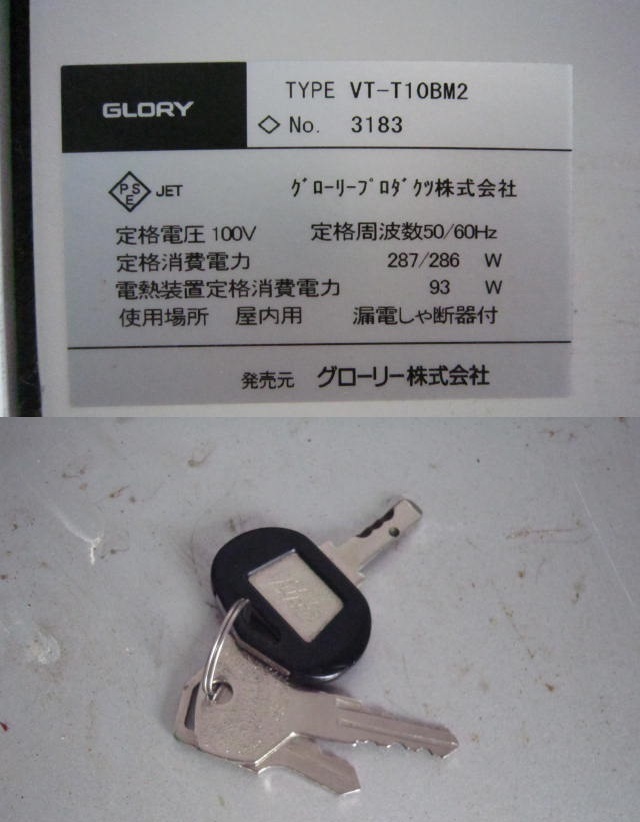 GLORY
TYPE VT-T10BM2
◇ No. 3183
PSE JET ｸﾞﾛｰﾘｰﾌﾟﾛﾀﾞｸﾂ株式会社
定格電圧 100V 定格周波数50/60Hz
定格消費電力 287/286 W
電熱装置定格消費電力 93 W
使用場所 屋内用 漏電しゃ断器付
発売元 グローリー株式会社